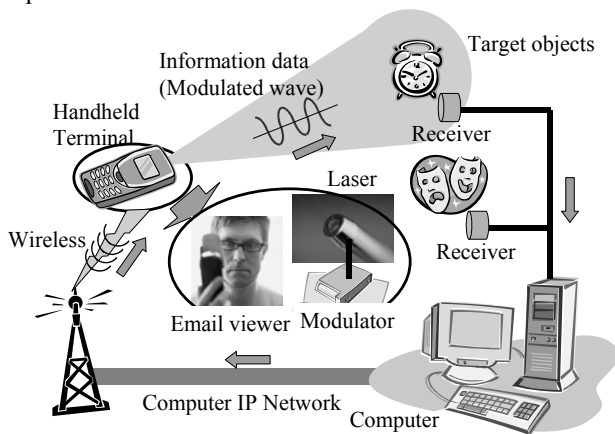 Information data
(Modulated wave)
Target objects
Handheld
Terminal
Receiver
Laser
Wireless
Receiver
Email viewer
Modulator
Computer IP Network
Computer